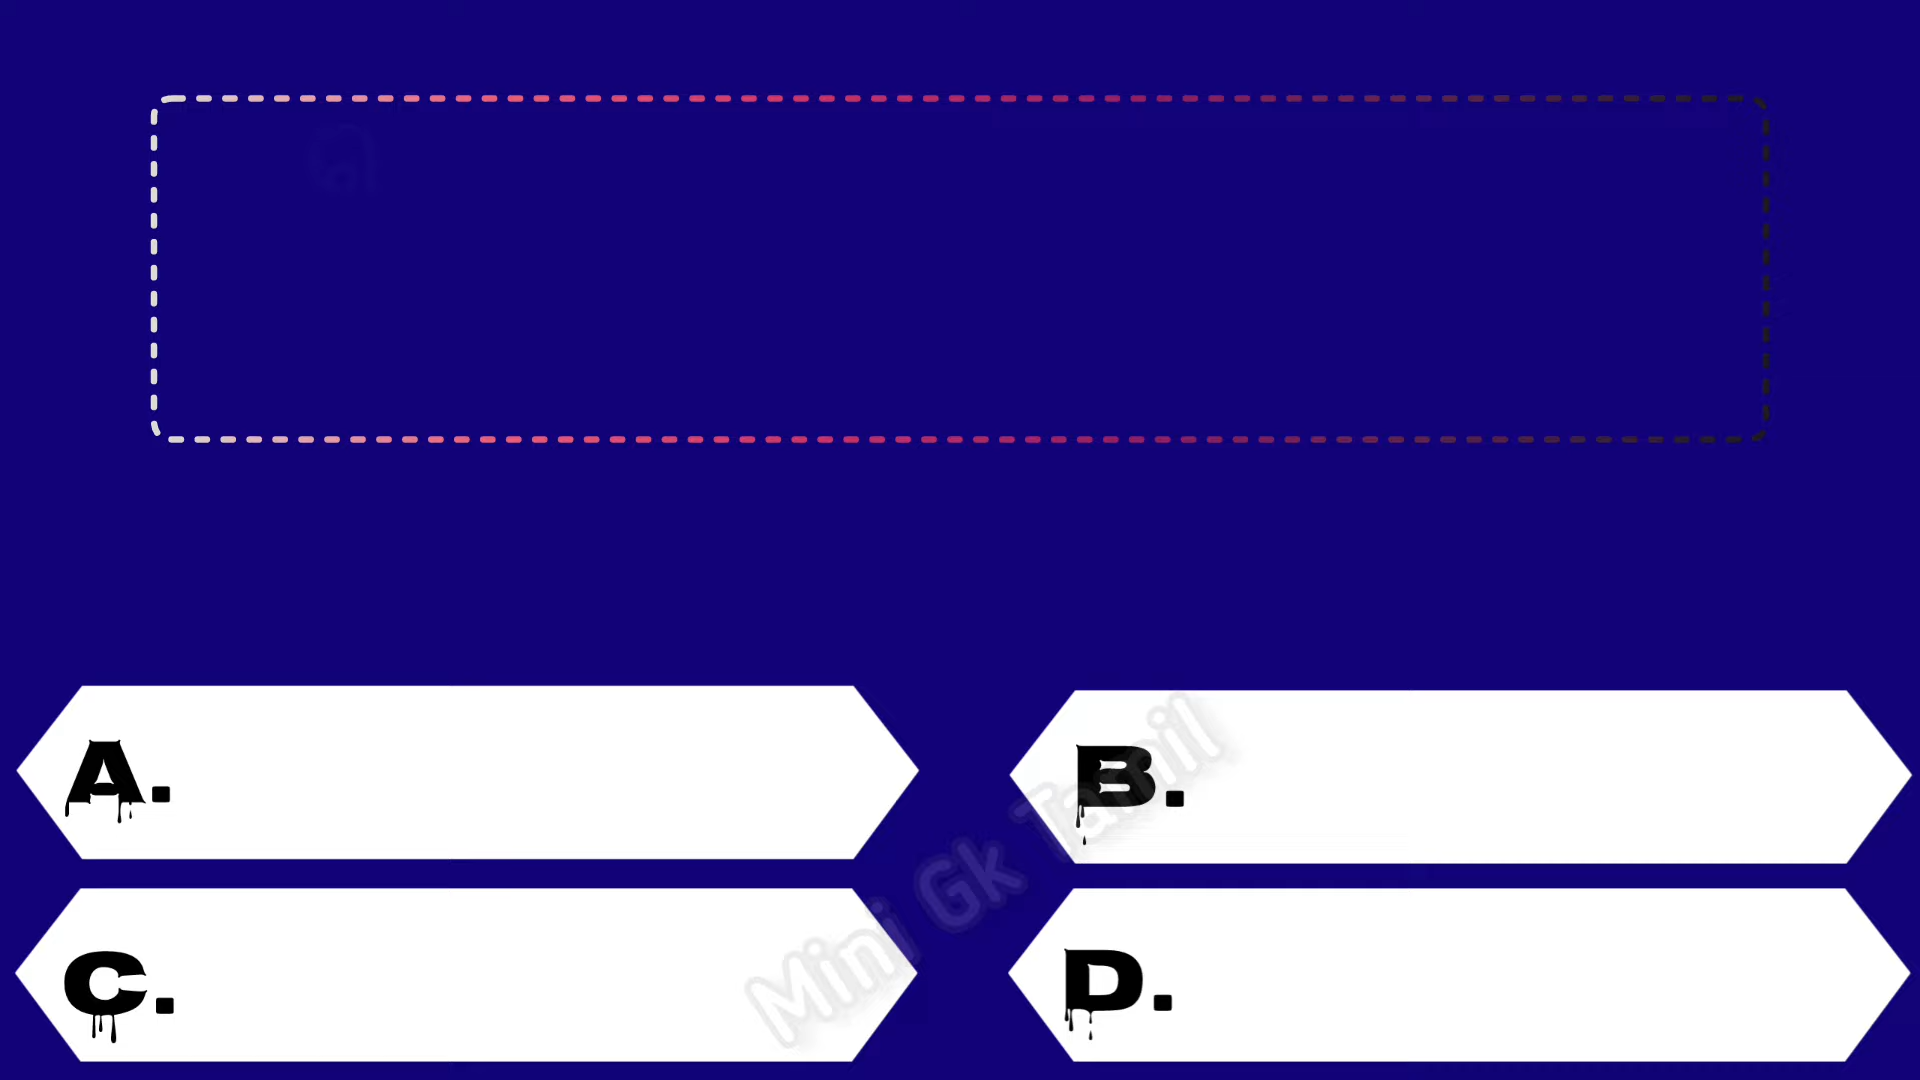 A.
B.
C.
D.
Mini Gk Tamil